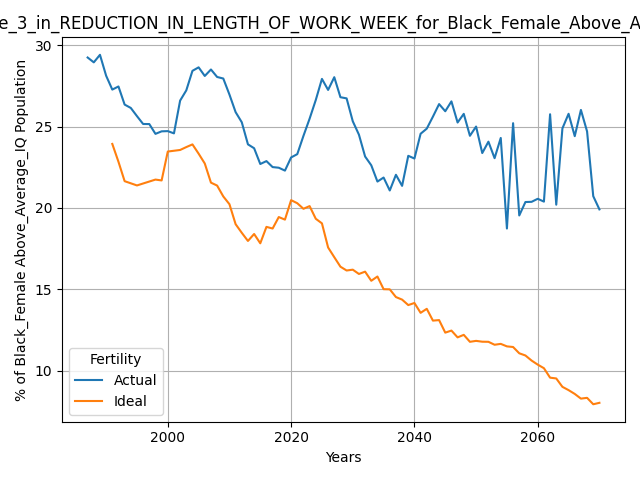 e_3_in_REDUCTION_IN_LENGTH_OF_WORK_WEEK_for_Black_Female_Above_A
30
25
20
15
10
% of Black_Female Above_Average_IQ Population
Fertility
Actual
Ideal
2000 2020 2040 2060
Years